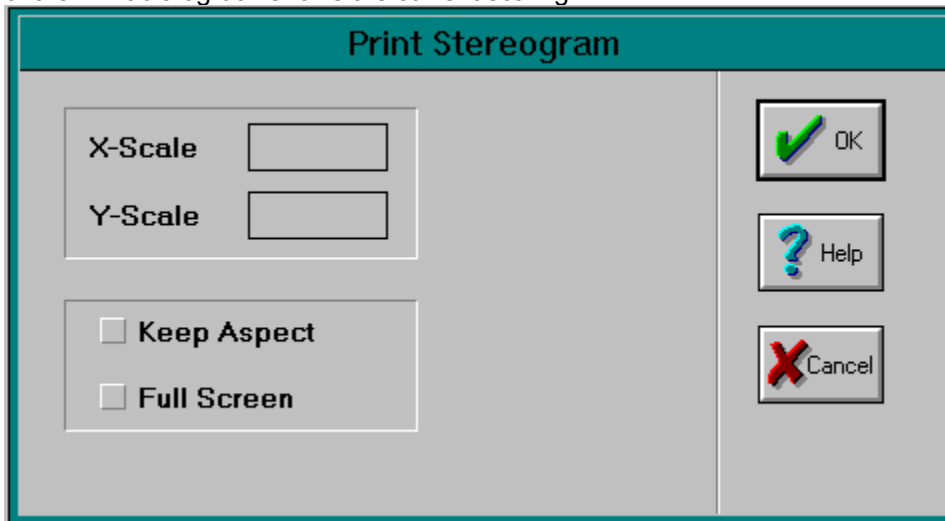 Print Stereogram
X-Scale
Y-Scale
Keep Aspect
Full Screen
OK
Help
Cancel